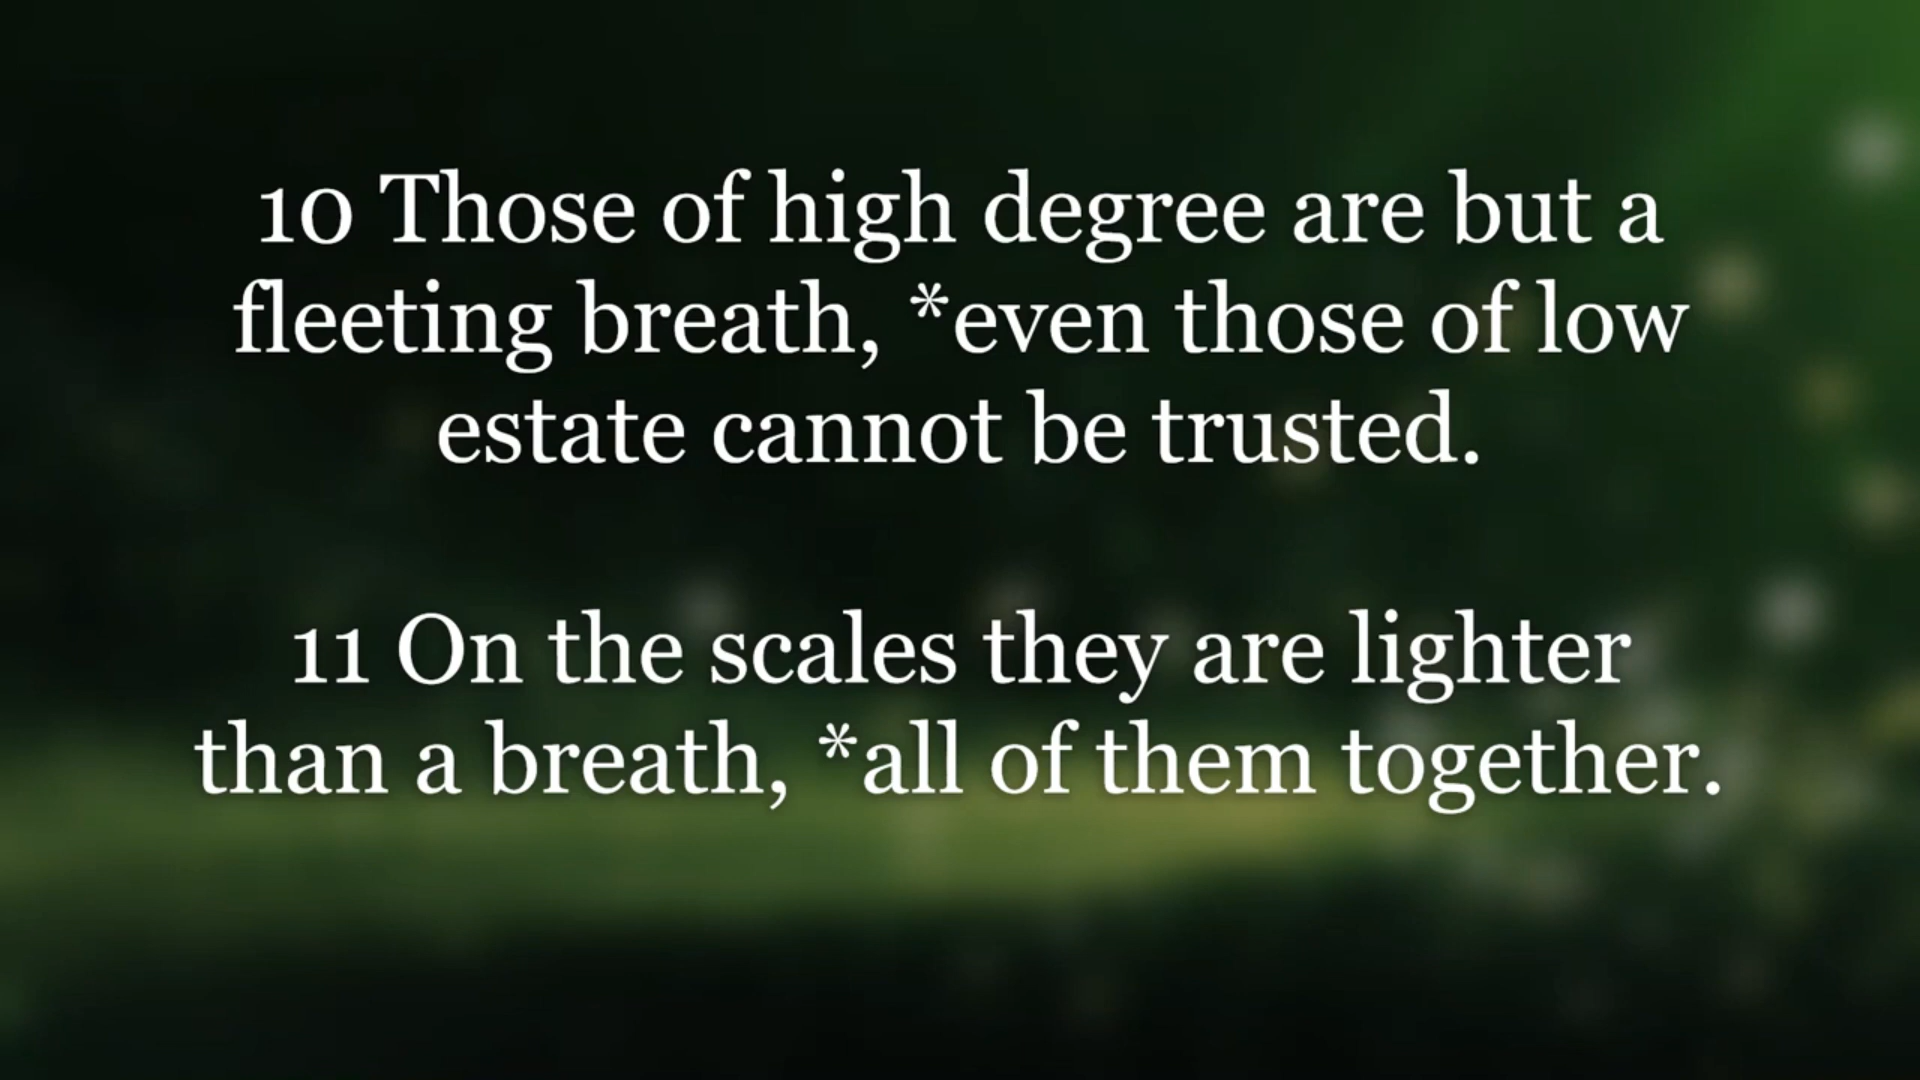 10 Those of high degree are but a
fleeting breath, *even those of low
estate cannot be trusted.
11 On the scales they are lighter
than a breath, *all of them together.